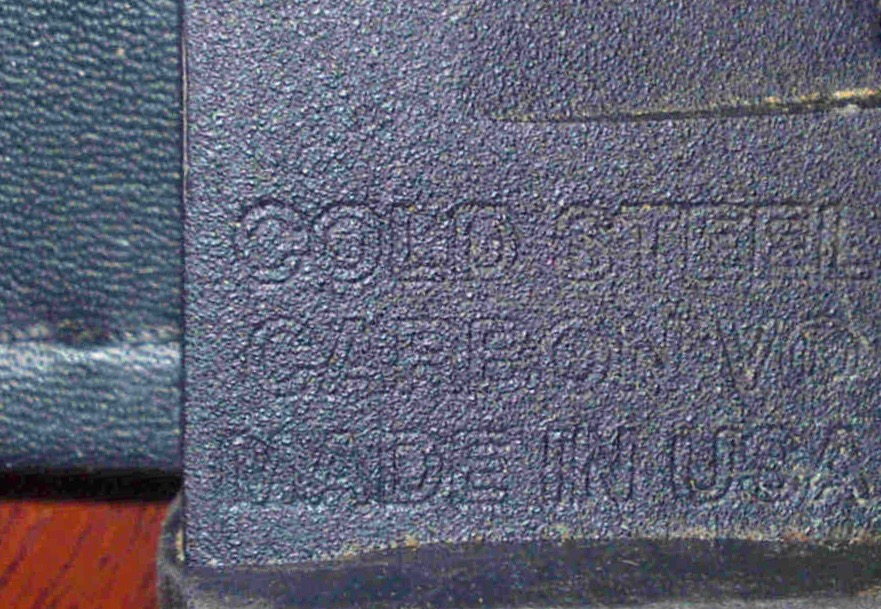 COLD STEEL
CARBON V®
MADE IN USA